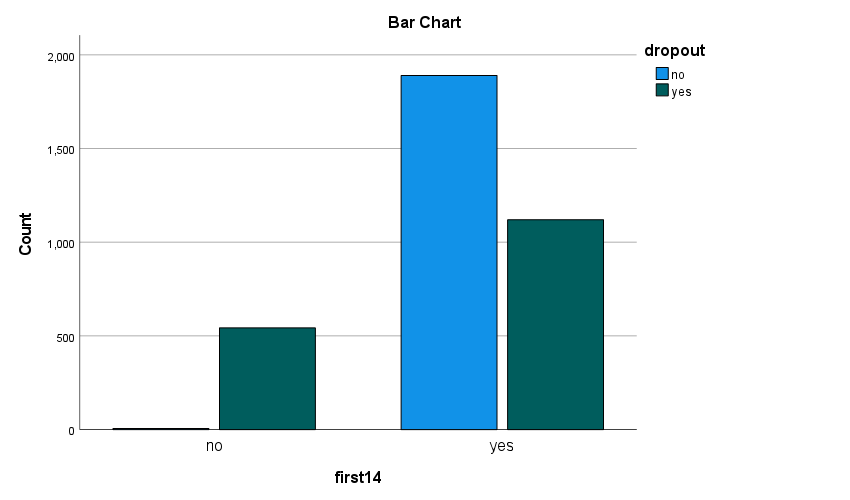 Bar Chart
dropout
no
yes
2,000
1,500
1,000
500
0
Count
no
yes
first14